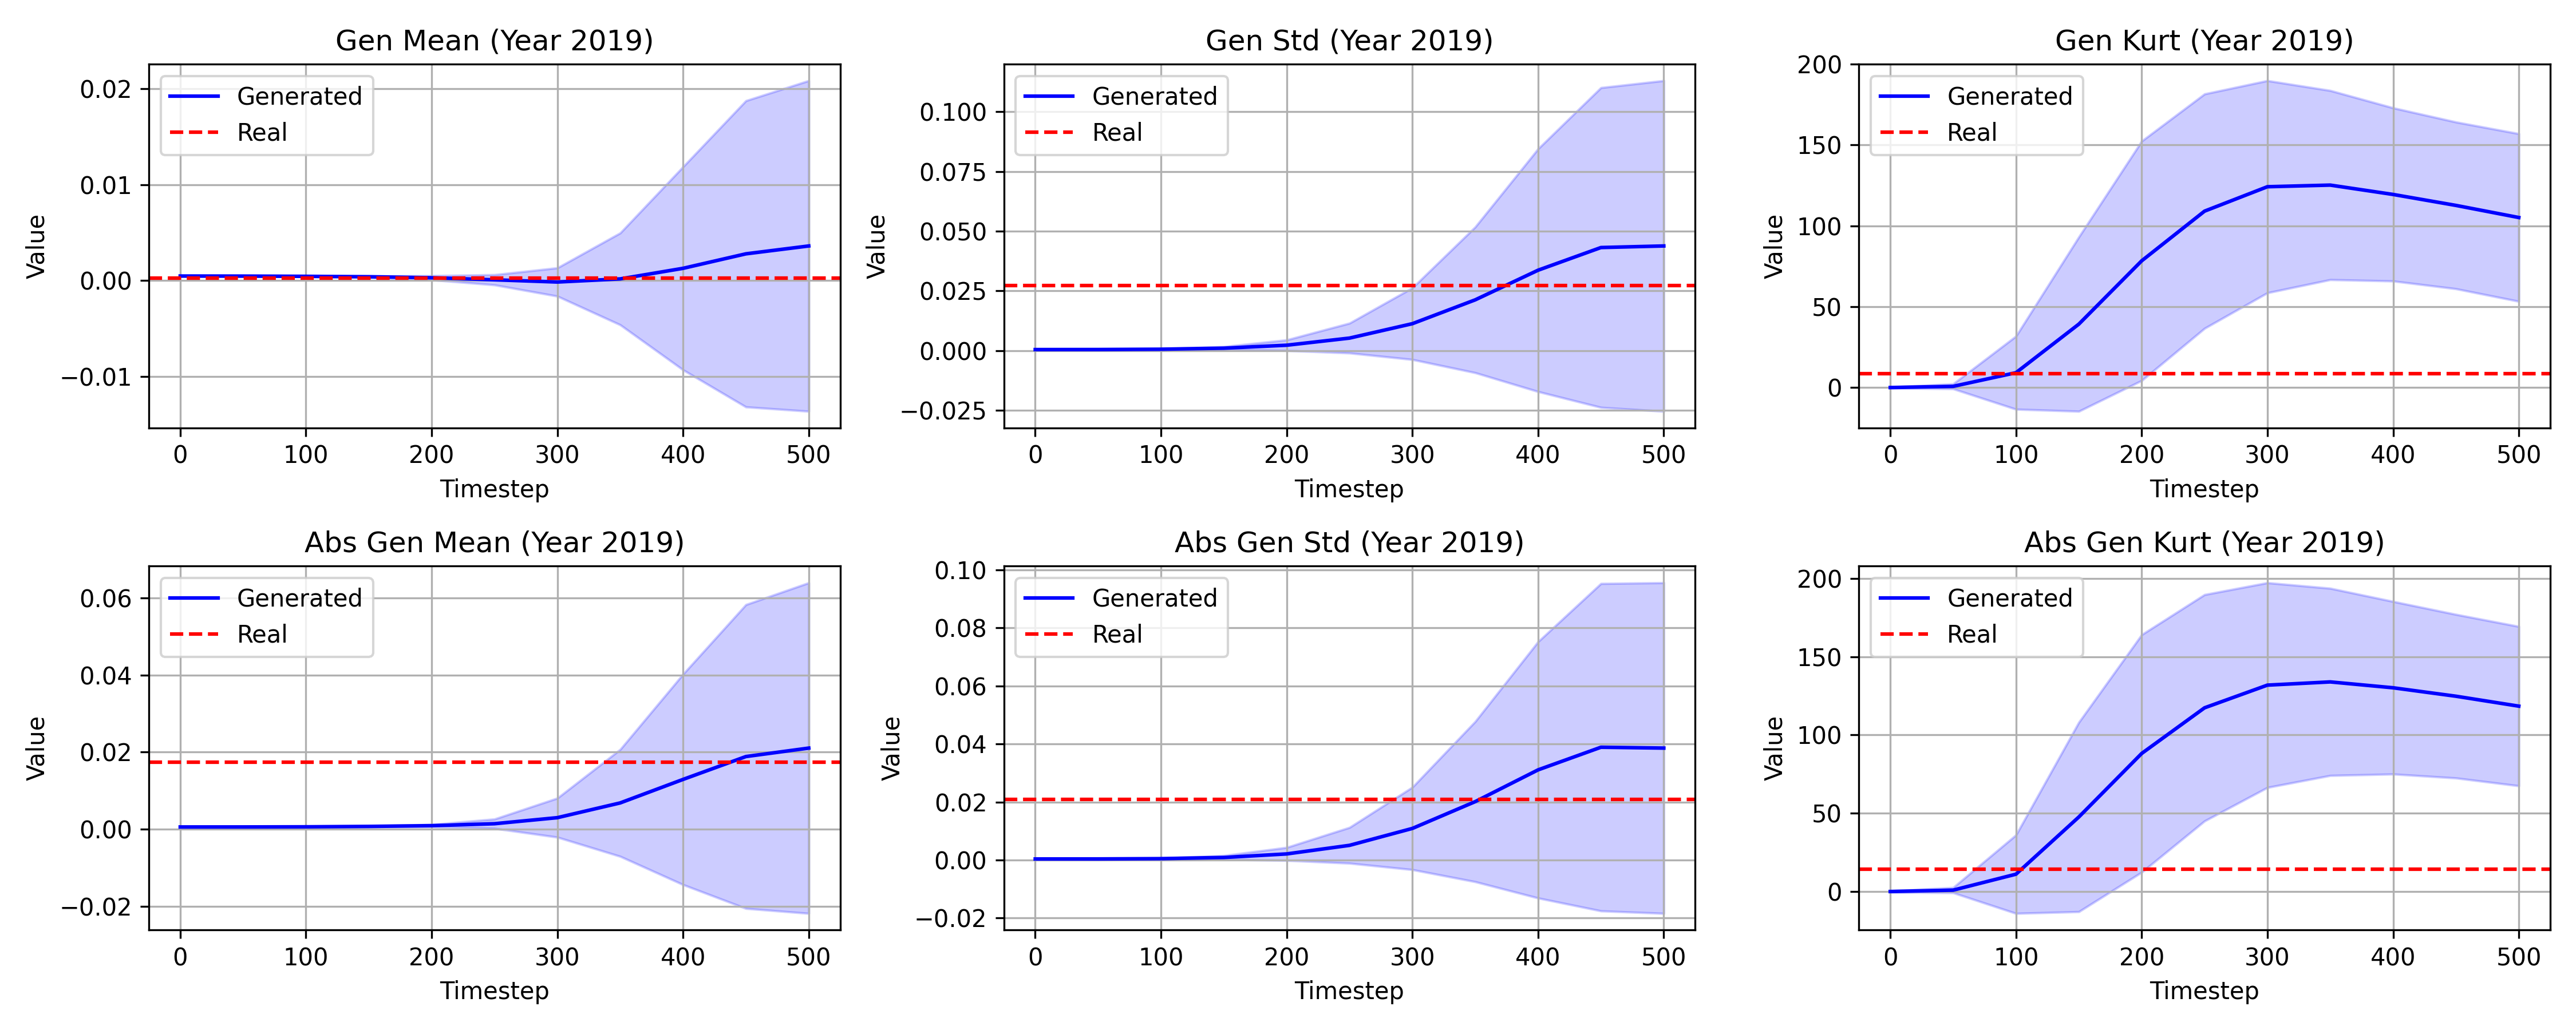 Gen Mean (Year 2019)
Value
0.02
0.01
0.00
−0.01
Generated
Real
0 100 200 300 400 500
Timestep
Gen Std (Year 2019)
Value
0.100
0.075
0.050
0.025
0.000
−0.025
Generated
Real
0 100 200 300 400 500
Timestep
Gen Kurt (Year 2019)
Value
200
150
100
50
0
Generated
Real
0 100 200 300 400 500
Timestep
Abs Gen Mean (Year 2019)
Value
0.06
0.04
0.02
0.00
−0.02
Generated
Real
0 100 200 300 400 500
Timestep
Abs Gen Std (Year 2019)
Value
0.10
0.08
0.06
0.04
0.02
0.00
−0.02
Generated
Real
0 100 200 300 400 500
Timestep
Abs Gen Kurt (Year 2019)
Value
200
150
100
50
0
Generated
Real
0 100 200 300 400 500
Timestep